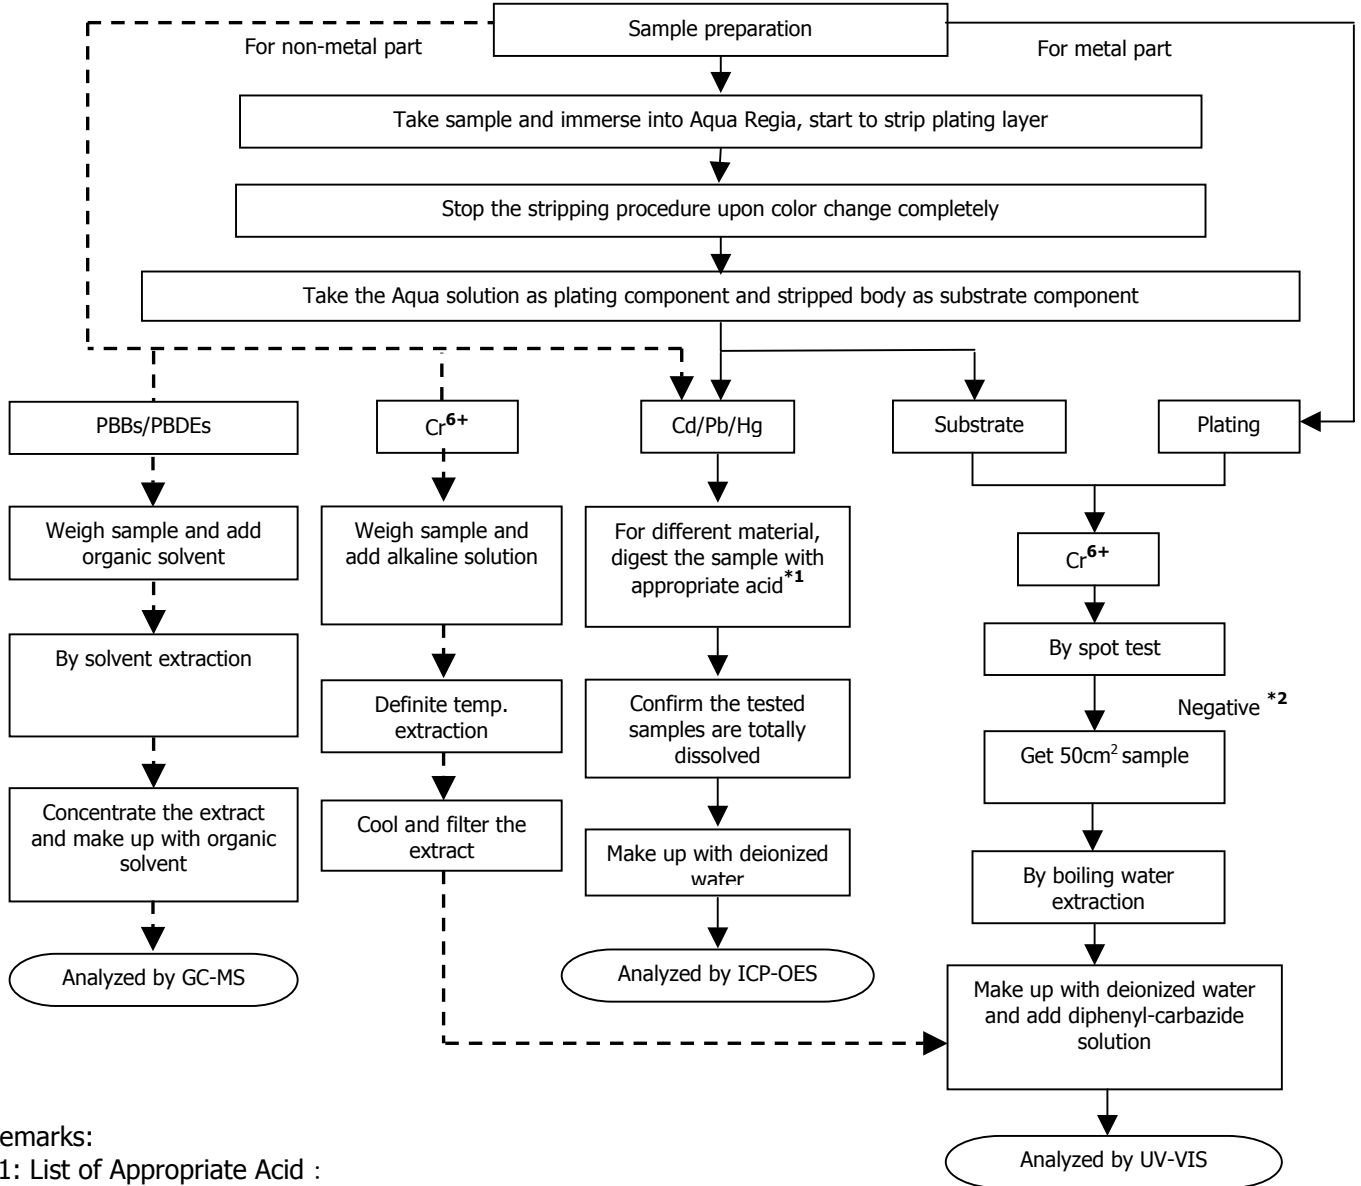 Sample preparation
For non-metal part
For metal part
Take sample and immerse into Aqua Regia, start to strip plating layer
Stop the stripping procedure upon color change completely
Take the Aqua solution as plating component and stripped body as substrate component
PBBs/PBDEs
Cr6+
Cd/Pb/Hg
Substrate
Plating
Weigh sample and add
organic solvent
Weigh sample and
add alkaline solution
For different material,
digest the sample with
appropriate acid*1
Cr6+
By solvent extraction
Definite temp.
extraction
Confirm the tested
samples are totally
dissolved
By spot test
Negative *2
Get 50cm2 sample
Concentrate the extract
and make up with organic
solvent
Cool and filter the
extract
Make up with deionized
water
By boiling water
extraction
Analyzed by GC-MS
Analyzed by ICP-OES
Make up with deionized water
and add diphenyl-carbazide
solution
Analyzed by UV-VIS
emarks:
1: List of Appropriate Acid :